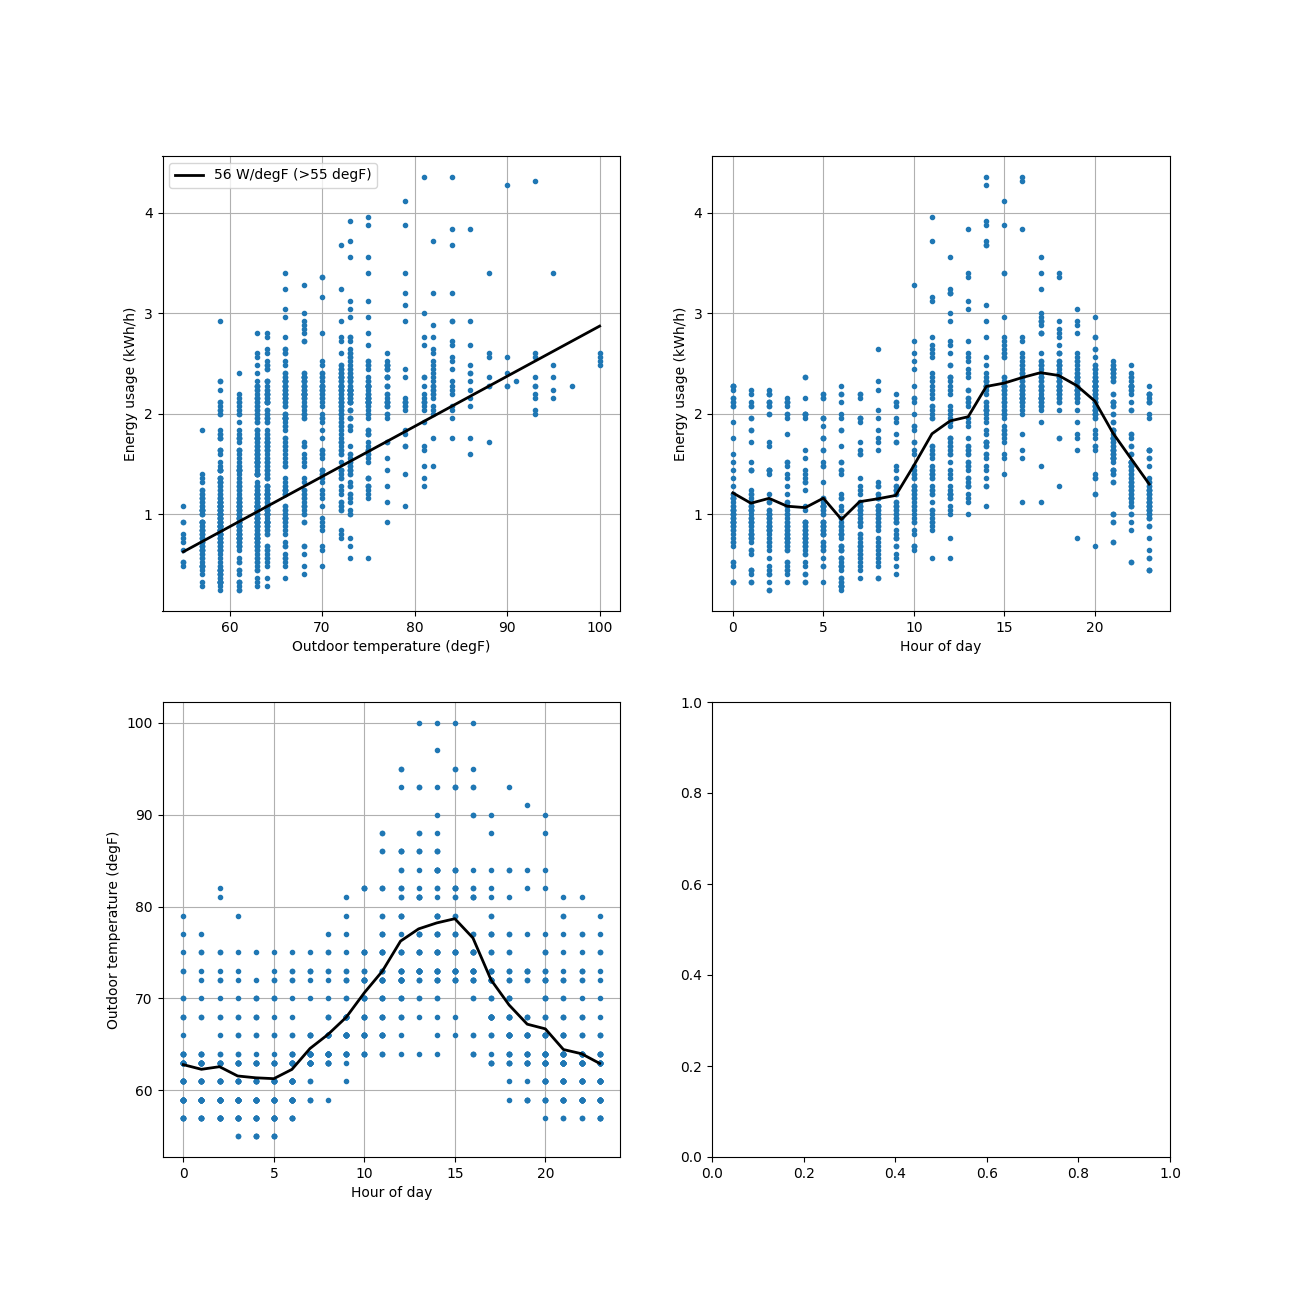 56 W/degF (>55 degF)
4
3
2
1
Energy usage (kWh/h)
60 70 80 90 100
Outdoor temperature (degF)
4
3
2
1
Energy usage (kWh/h)
0 5 10 15 20
Hour of day
100
90
80
70
60
Outdoor temperature (degF)
0 5 10 15 20
Hour of day
1.0
0.8
0.6
0.4
0.2
0.0
0.0 0.2 0.4 0.6 0.8 1.0